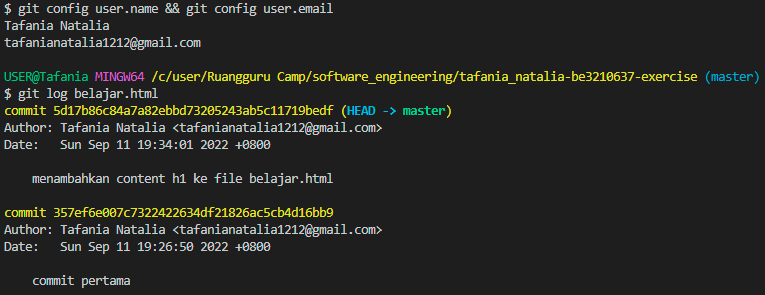 $ git config user.name && git config user.email
Tafania Natalia
tafanianatalia1212@gmail.com
USER@Tafania MINGW64 /c/user/Ruangguru Camp/software_engineering/tafania_natalia-be3210637-exercise (master)
$ git log belajar.html
commit 5d17b86c84a7a82ebbd73205243ab5c11719bedf (HEAD -> master)
Author: Tafania Natalia <tafanianatalia1212@gmail.com>
Date:   Sun Sep 11 19:34:01 2022 +0800
    menambahkan content h1 ke file belajar.html
commit 357ef6e007c7322422634df21826ac5cb4d16bb9
Author: Tafania Natalia <tafanianatalia1212@gmail.com>
Date:   Sun Sep 11 19:26:50 2022 +0800
    commit pertama